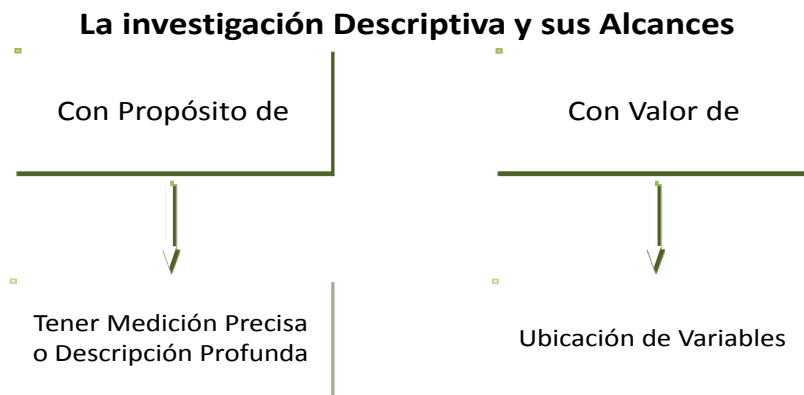 La investigación Descriptiva y sus Alcances
Con Propósito de
Con Valor de
Tener Medición Precisa
o Descripción Profunda
Ubicación de Variables